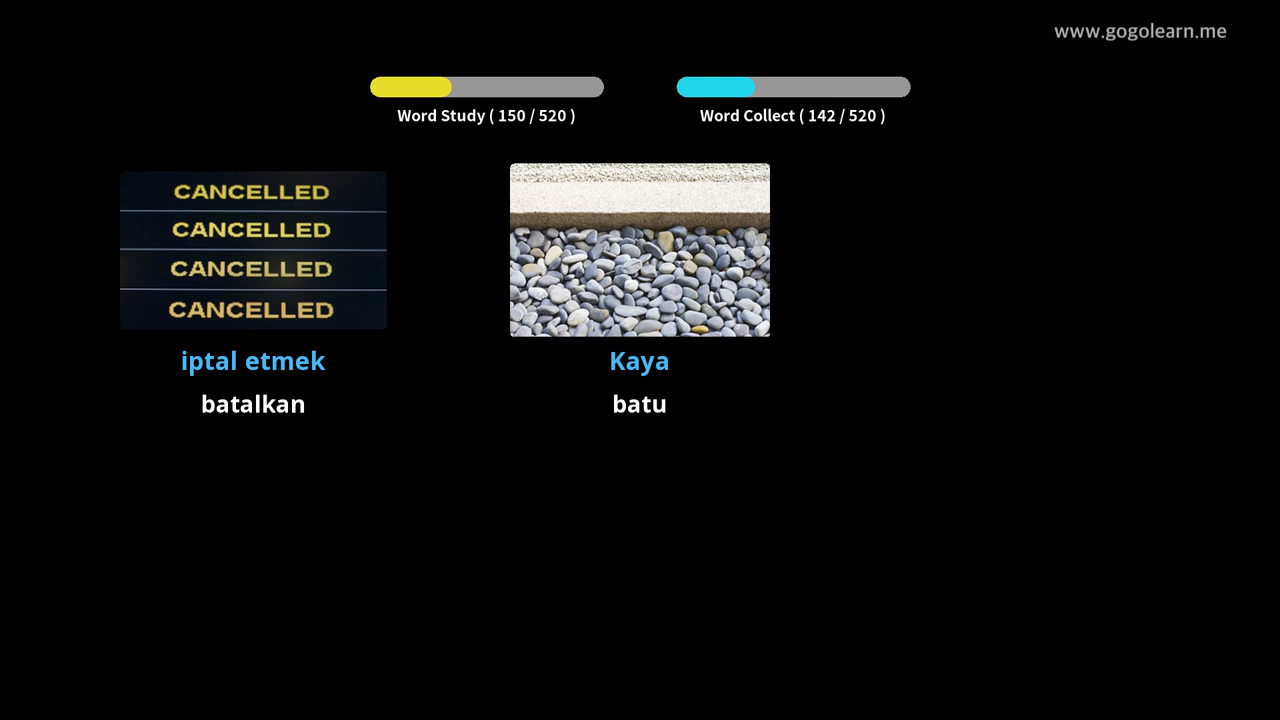 www.gogolearn.me
Word Study ( 150 / 520 )
Word Collect ( 142 / 520 )
CANCELLED
CANCELLED
CANCELLED
CANCELLED
iptal etmek
batalkan
Kaya
batu